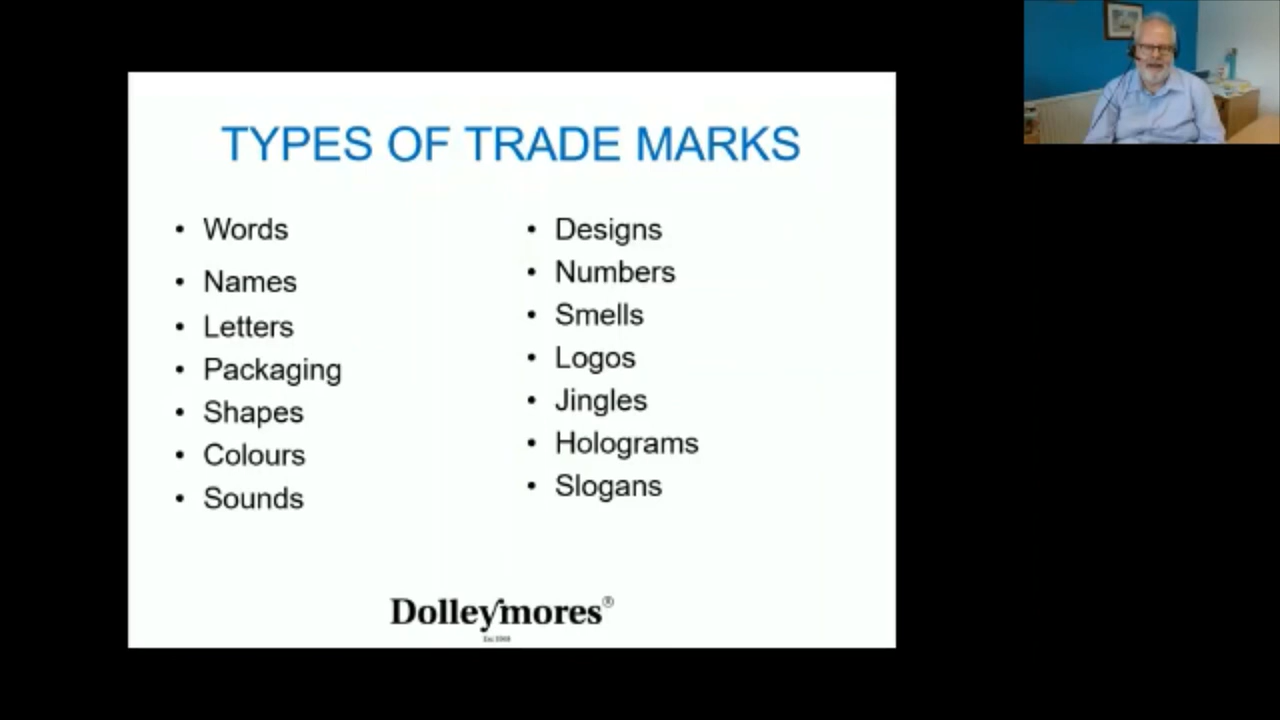 TYPES OF TRADE MARKS
• Words
• Names
• Letters
• Packaging
• Shapes
• Colours
• Sounds
• Designs
• Numbers
• Smells
• Logos
• Jingles
• Holograms
• Slogans
Dolleymores®